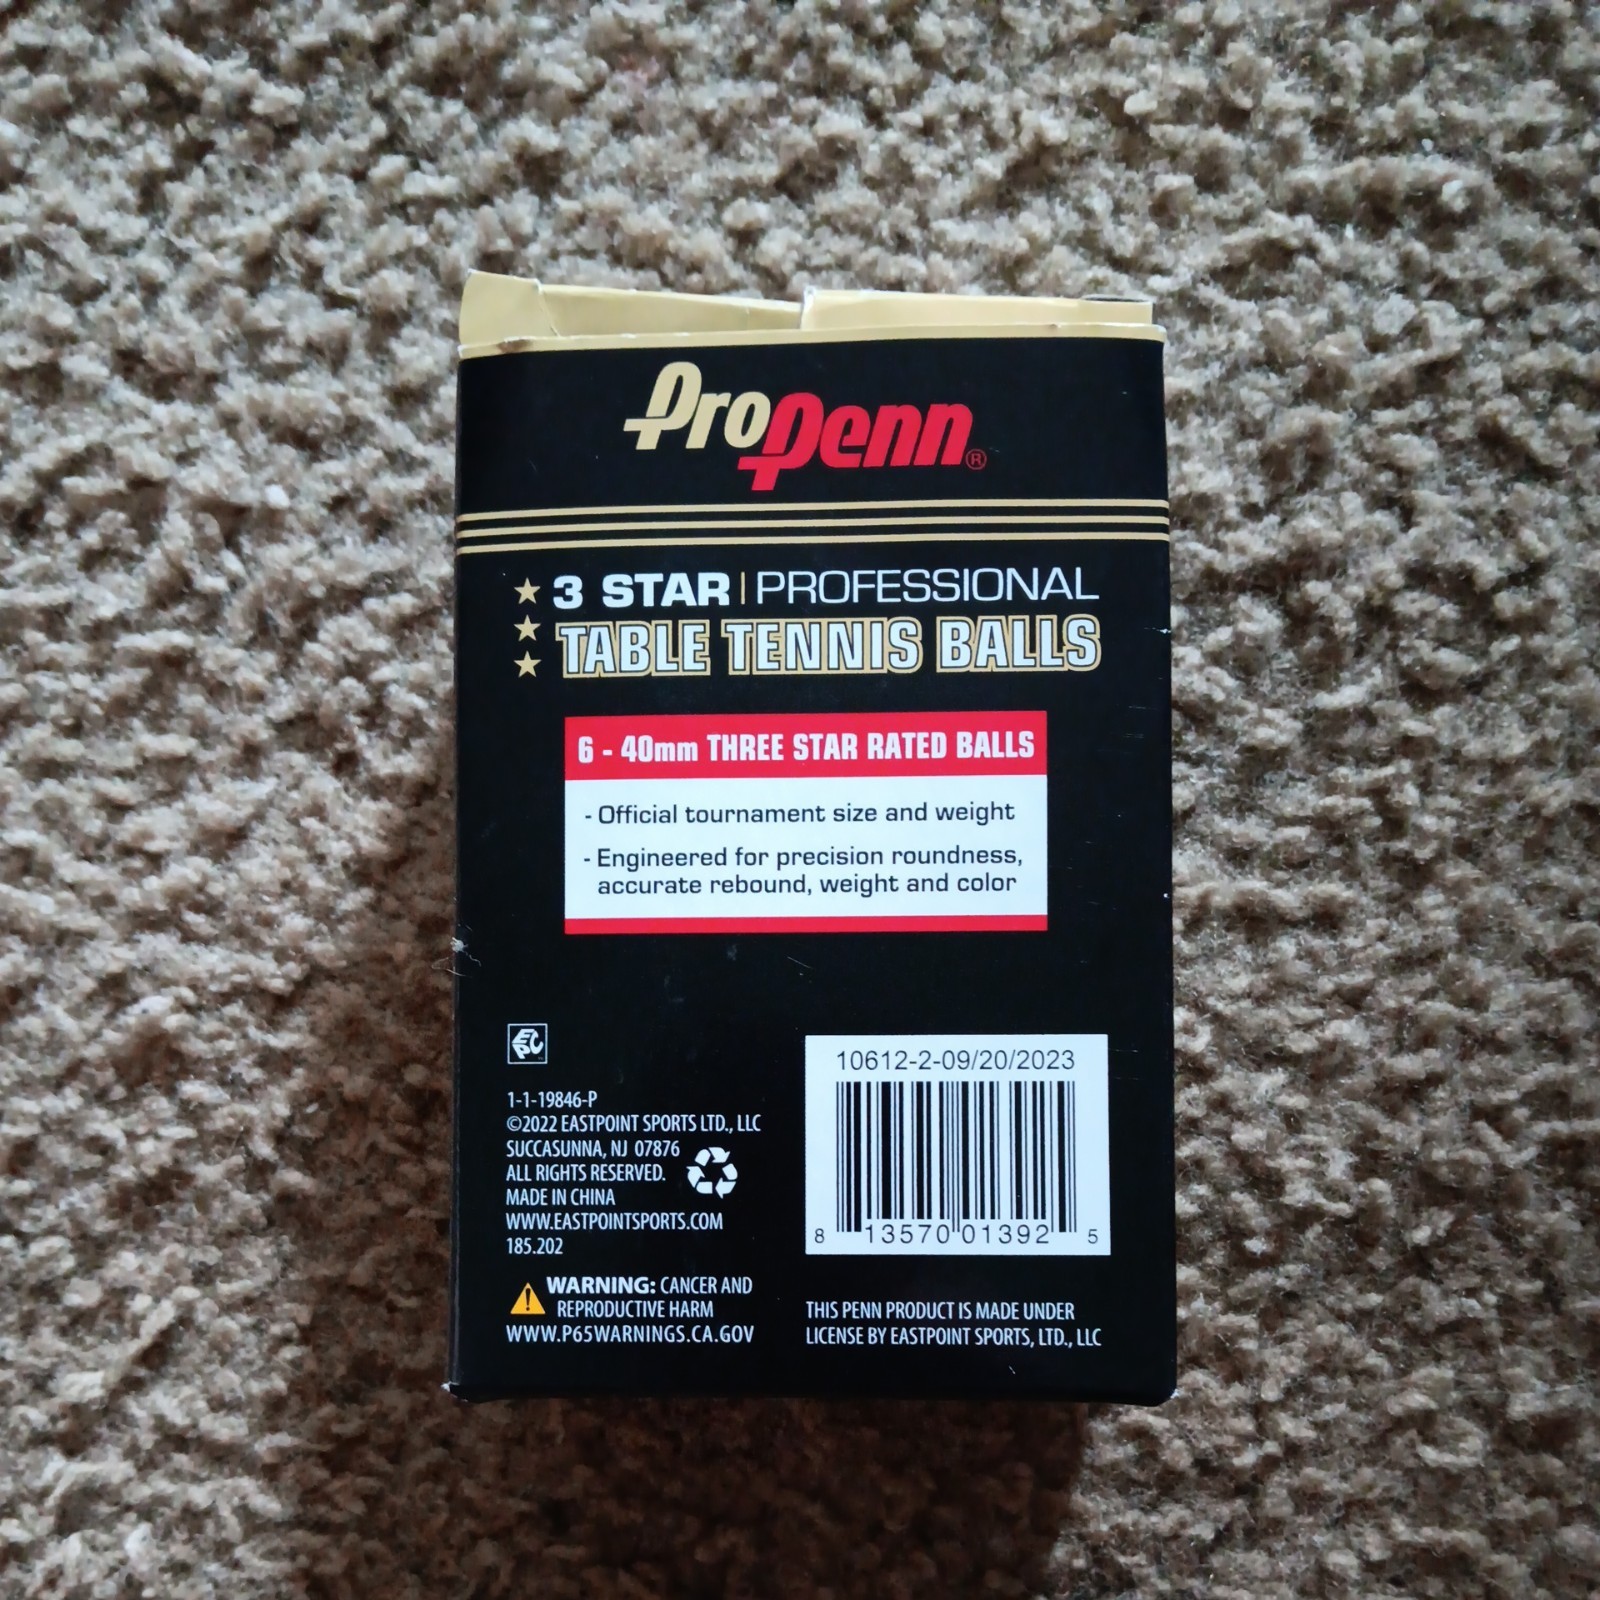 ProPenn®
3 STAR | PROFESSIONAL
TABLE TENNIS BALLS
6 - 40mm THREE STAR RATED BALLS
- Official tournament size and weight
- Engineered for precision roundness,
accurate rebound, weight and color
1-1-19846-P
©2022 EASTPOINT SPORTS LTD., LLC
SUCCASUNNA, NJ 07876
ALL RIGHTS RESERVED.
MADE IN CHINA
WWW.EASTPOINTSPORTS.COM
185.202
WARNING: CANCER AND
REPRODUCTIVE HARM
WWW.P65WARNINGS.CA.GOV
10612-2-09/20/2023
8 13570 01392 5
THIS PENN PRODUCT IS MADE UNDER
LICENSE BY EASTPOINT SPORTS, LTD., LLC